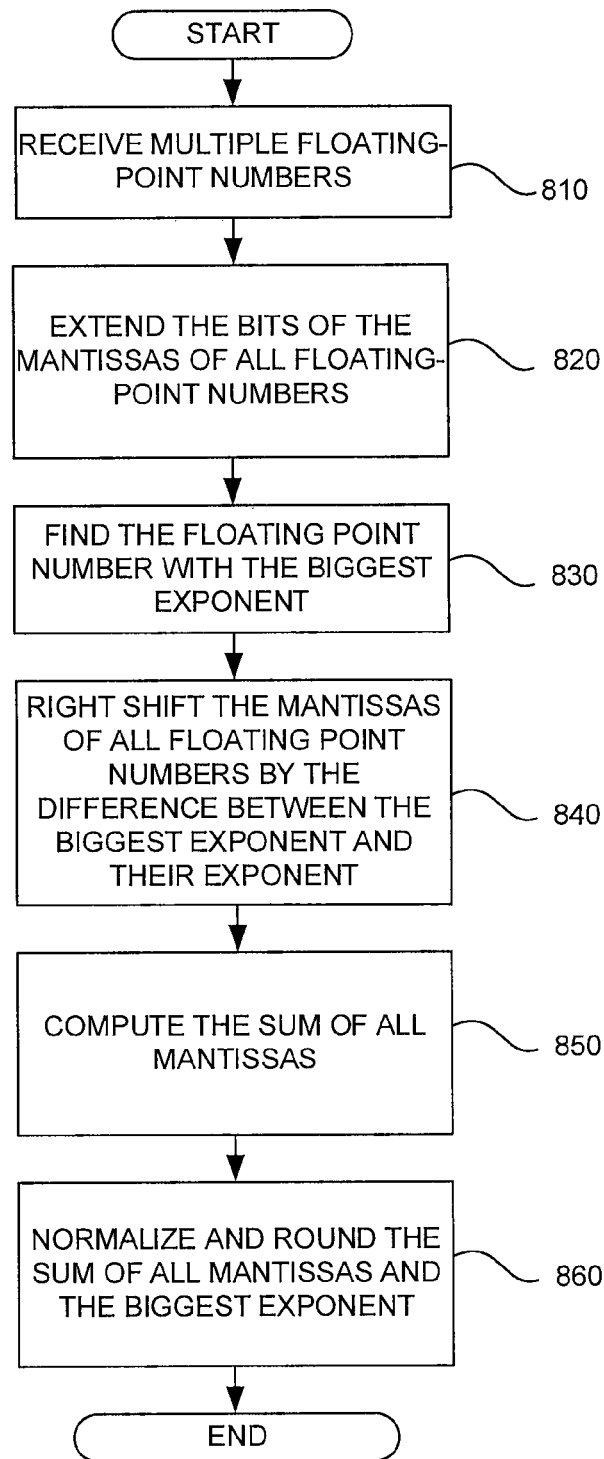 START
RECEIVE MULTIPLE FLOATING-
POINT NUMBERS
810
EXTEND THE BITS OF THE
MANTISSAS OF ALL FLOATING-
POINT NUMBERS
820
FIND THE FLOATING POINT
NUMBER WITH THE BIGGEST
EXPONENT
830
RIGHT SHIFT THE MANTISSAS
OF ALL FLOATING POINT
NUMBERS BY THE
DIFFERENCE BETWEEN THE
BIGGEST EXPONENT AND
THEIR EXPONENT
840
COMPUTE THE SUM OF ALL
MANTISSAS
850
NORMALIZE AND ROUND THE
SUM OF ALL MANTISSAS AND
THE BIGGEST EXPONENT
860
END